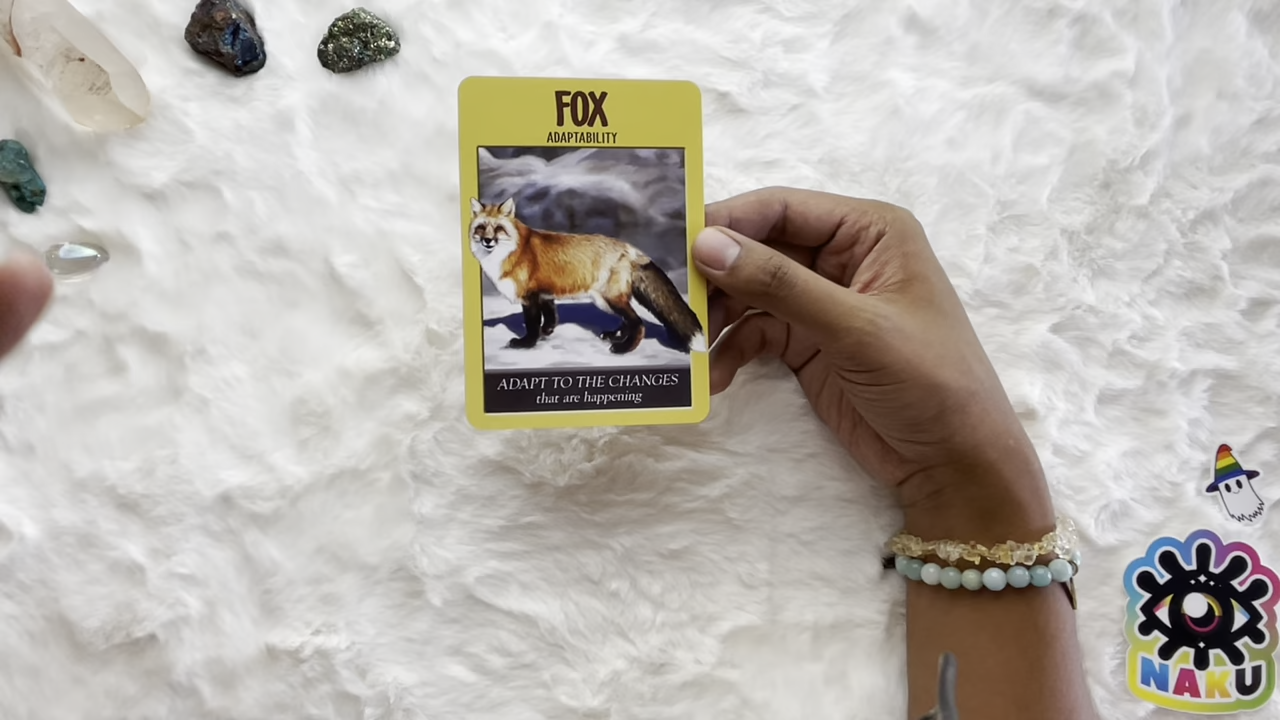 FOX
ADAPTABILITY
ADAPT TO THE CHANGES
that are happening
NAKU